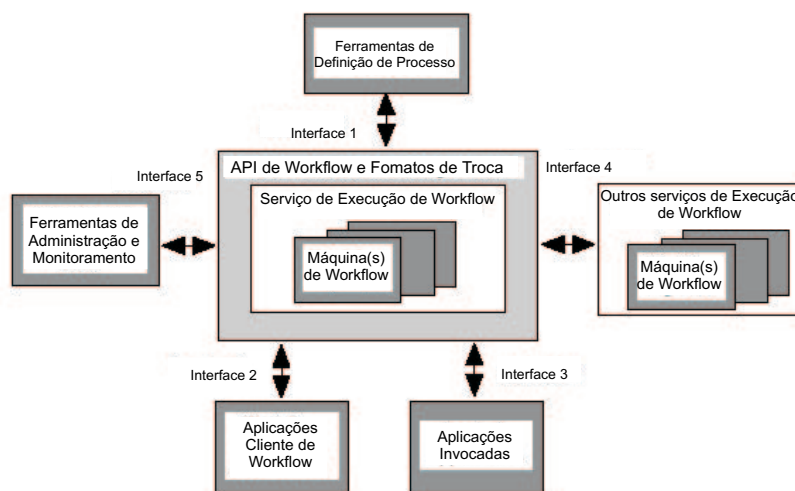 Ferramentas de
Definição de Processo
Interface 1
API de Workflow e Fomatos de Troca
Interface 4
Interface 5
Serviço de Execução de Workflow
Outros serviços de Execução
de Workflow
Ferramentas de
Administração e
Monitoramento
Máquina(s)
de Workflow
Máquina(s)
de Workflow
Interface 2
Interface 3
Aplicações
Cliente de
Workflow
Aplicações
Invocadas